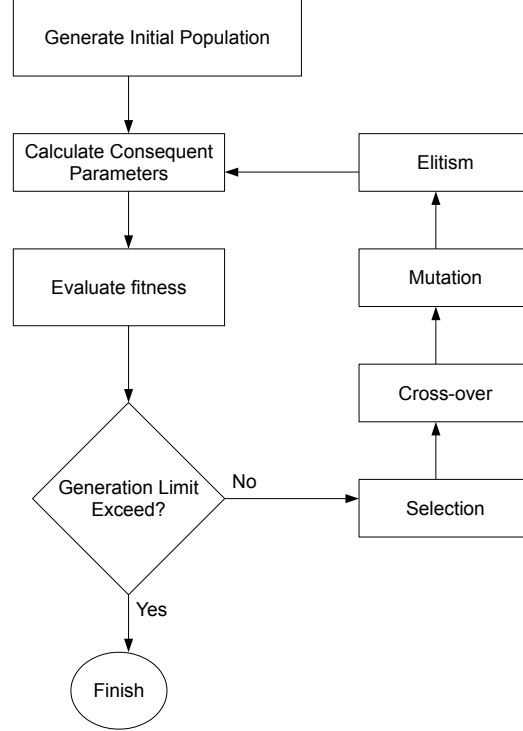 Generate Initial Population
Calculate Consequent
Parameters
Evaluate fitness
Generation Limit
Exceed?
No
Yes
Finish
Selection
Cross-over
Mutation
Elitism